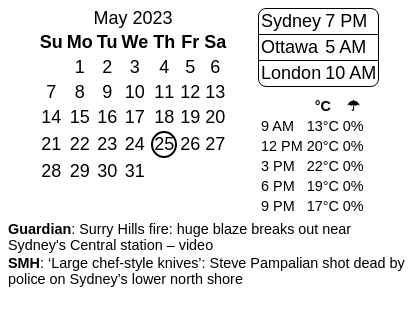 May 2023
Su Mo Tu We Th Fr Sa
1 2 3 4 5 6
7 8 9 10 11 12 13
14 15 16 17 18 19 20
21 22 23 24 25 26 27
28 29 30 31
Sydney 7 PM
Ottawa 5 AM
London 10 AM
°C ☂
9 AM 13°C 0%
12 PM 20°C 0%
3 PM 22°C 0%
6 PM 19°C 0%
9 PM 17°C 0%
Guardian: Surry Hills fire: huge blaze breaks out near
Sydney's Central station – video
SMH: ‘Large chef-style knives’: Steve Pampalian shot dead by
police on Sydney’s lower north shore